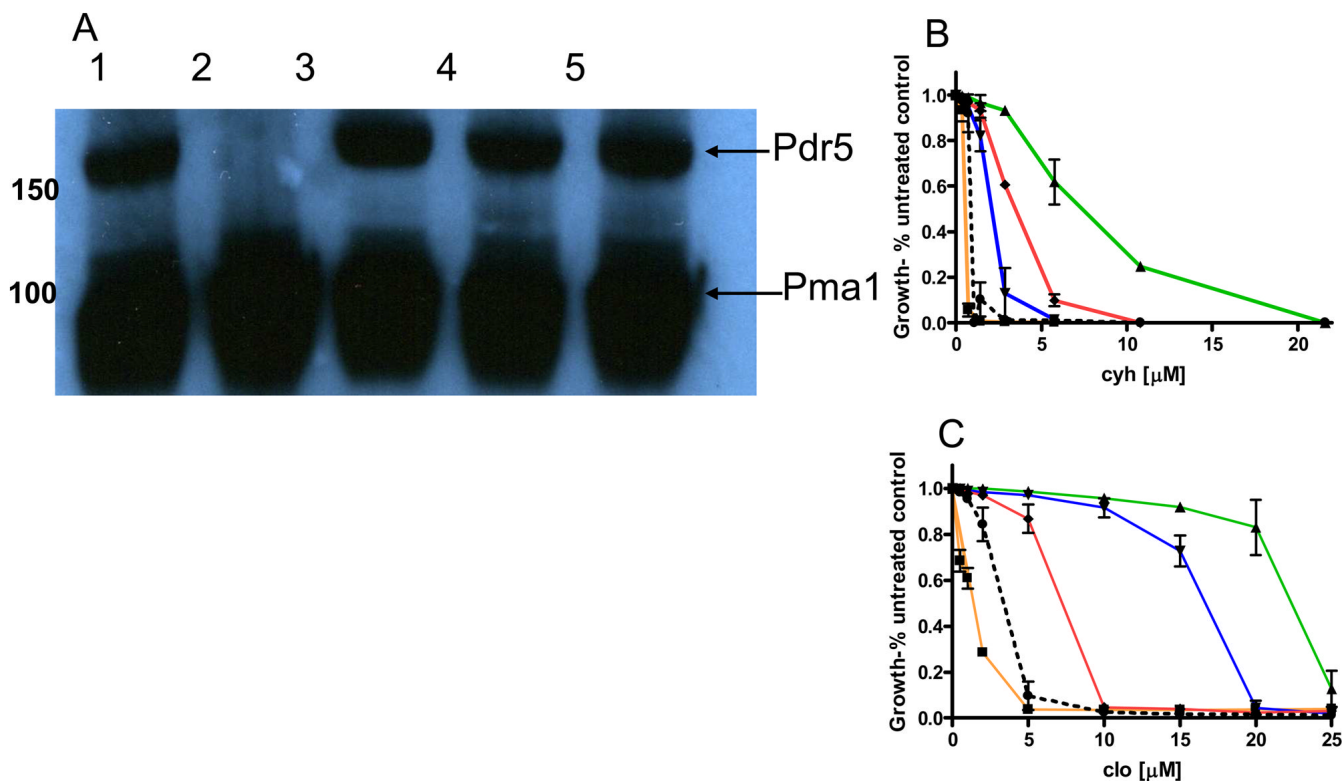 A
1 2 3 4 5
Pdr5
150
100
Pma1
B
Growth-% untreated control
1.0
0.8
0.6
0.4
0.2
0.0
0 5 10 15 20
cyh [μM]
C
Growth-% untreated control
1.0
0.8
0.6
0.4
0.2
0.0
0 5 10 15 20 25
clo [μM]